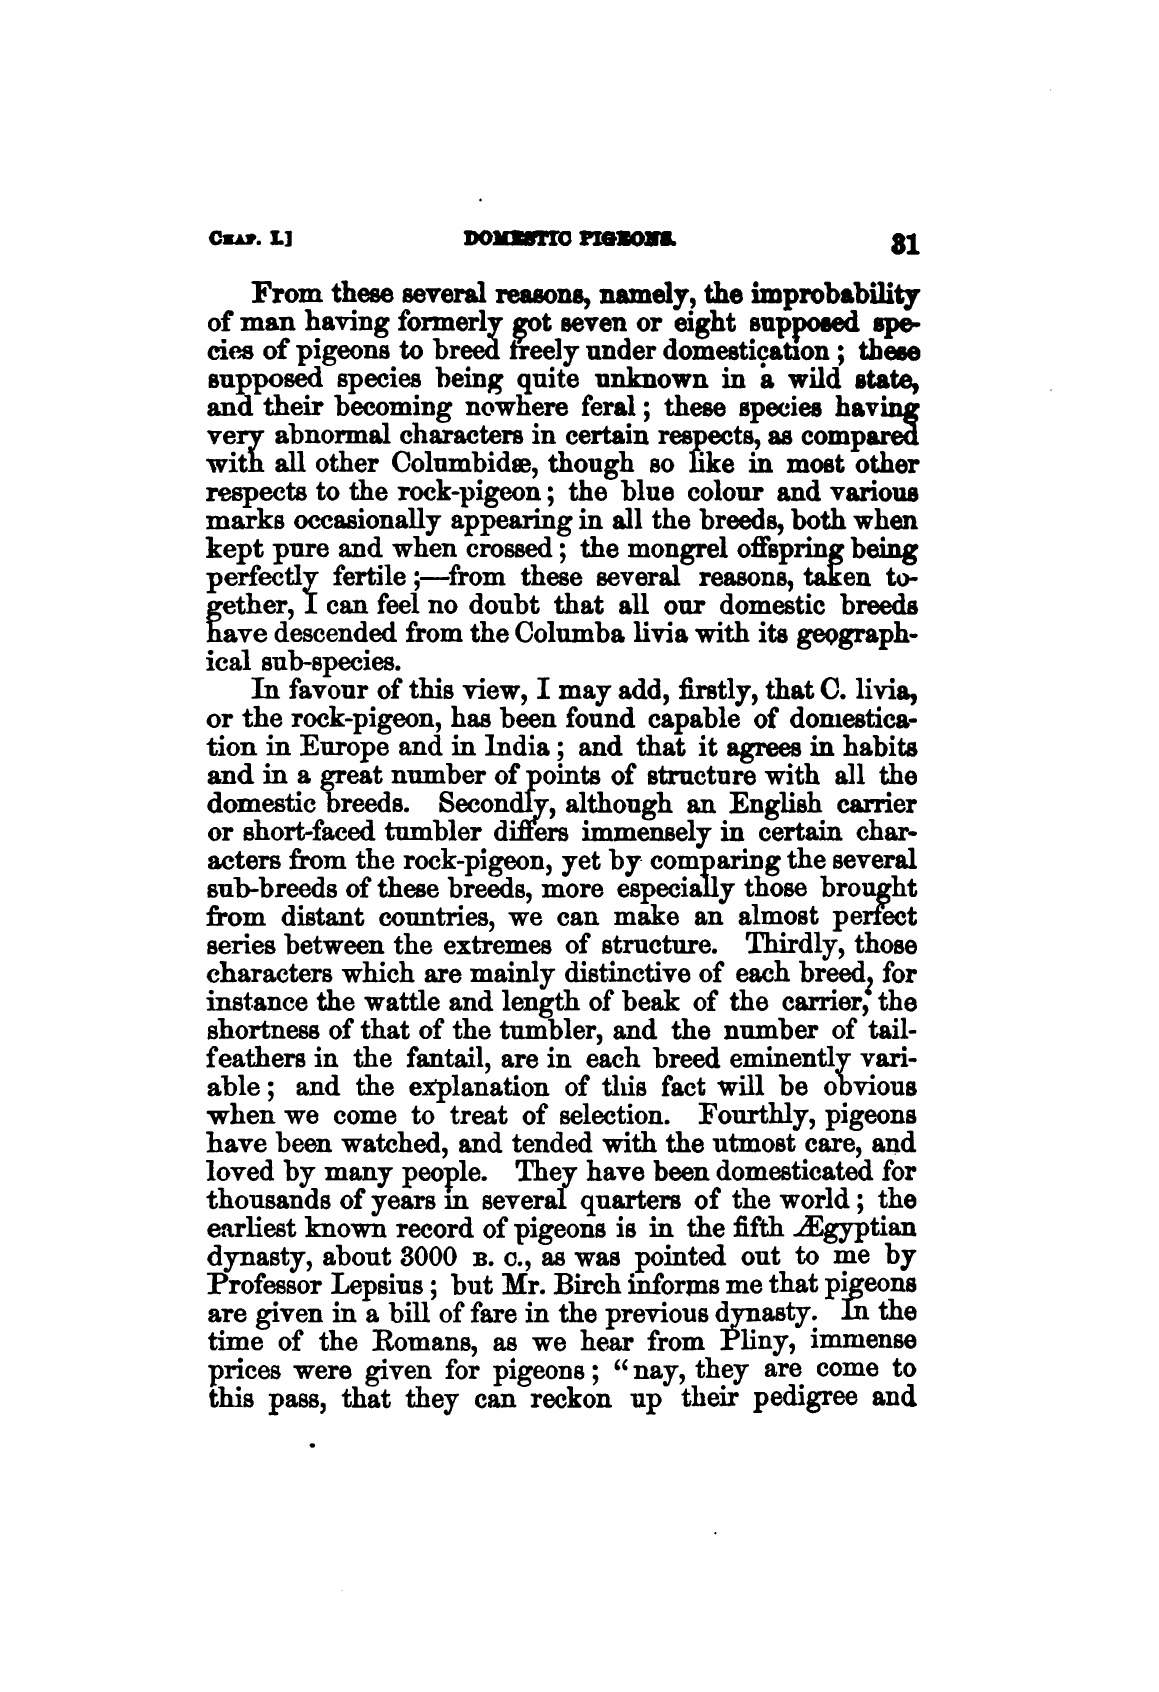 CHAP. I.] DOMESTIC PIGEONS. 31
From these several reasons, namely, the improbability
of man having formerly got seven or eight supposed spe-
cies of pigeons to breed freely under domestication ; these
supposed species being quite unknown in a wild state,
and their becoming nowhere feral ; these species having
very abnormal characters in certain respects, as compared
with all other Columbidæ, though so like in most other
respects to the rock-pigeon ; the blue colour and various
marks occasionally appearing in all the breeds, both when
kept pure and when crossed ; the mongrel offspring being
perfectly fertile ;—from these several reasons, taken to-
gether, I can feel no doubt that all our domestic breeds
have descended from the Columba livia with its geograph-
ical sub-species.
In favour of this view, I may add, firstly, that C. livia,
or the rock-pigeon, has been found capable of domestica-
tion in Europe and in India ; and that it agrees in habits
and in a great number of points of structure with all the
domestic breeds. Secondly, although an English carrier
or short-faced tumbler differs immensely in certain char-
acters from the rock-pigeon, yet by comparing the several
sub-breeds of these breeds, more especially those brought
from distant countries, we can make an almost perfect
series between the extremes of structure. Thirdly, those
characters which are mainly distinctive of each breed, for
instance the wattle and length of beak of the carrier, the
shortness of that of the tumbler, and the number of tail-
feathers in the fantail, are in each breed eminently vari-
able ; and the explanation of this fact will be obvious
when we come to treat of selection. Fourthly, pigeons
have been watched, and tended with the utmost care, and
loved by many people. They have been domesticated for
thousands of years in several quarters of the world ; the
earliest known record of pigeons is in the fifth Ægyptian
dynasty, about 3000 B. C., as was pointed out to me by
Professor Lepsius ; but Mr. Birch informs me that pigeons
are given in a bill of fare in the previous dynasty. In the
time of the Romans, as we hear from Pliny, immense
prices were given for pigeons ; “nay, they are come to
this pass, that they can reckon up their pedigree and